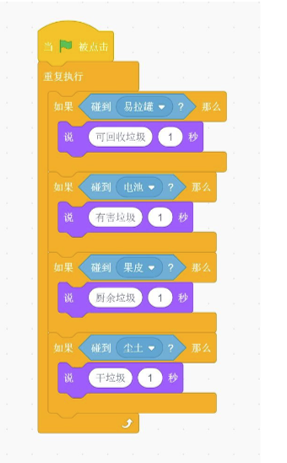 当 被点击
重复执行
如果 碰到 易拉罐 ? 那么
说 可回收垃圾 1 秒
如果 碰到 电池 ? 那么
说 有害垃圾 1 秒
如果 碰到 果皮 ? 那么
说 厨余垃圾 1 秒
如果 碰到 尘土 ? 那么
说 干垃圾 1 秒